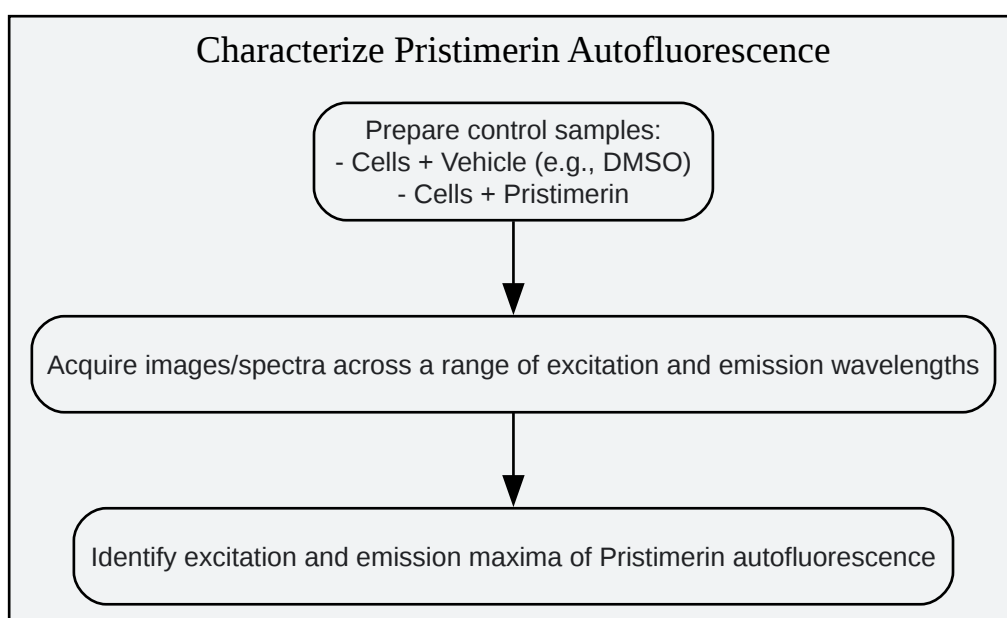 Characterize Pristimerin Autofluorescence
Prepare control samples:
- Cells + Vehicle (e.g., DMSO)
- Cells + Pristimerin
Acquire images/spectra across a range of excitation and emission wavelengths
Identify excitation and emission maxima of Pristimerin autofluorescence